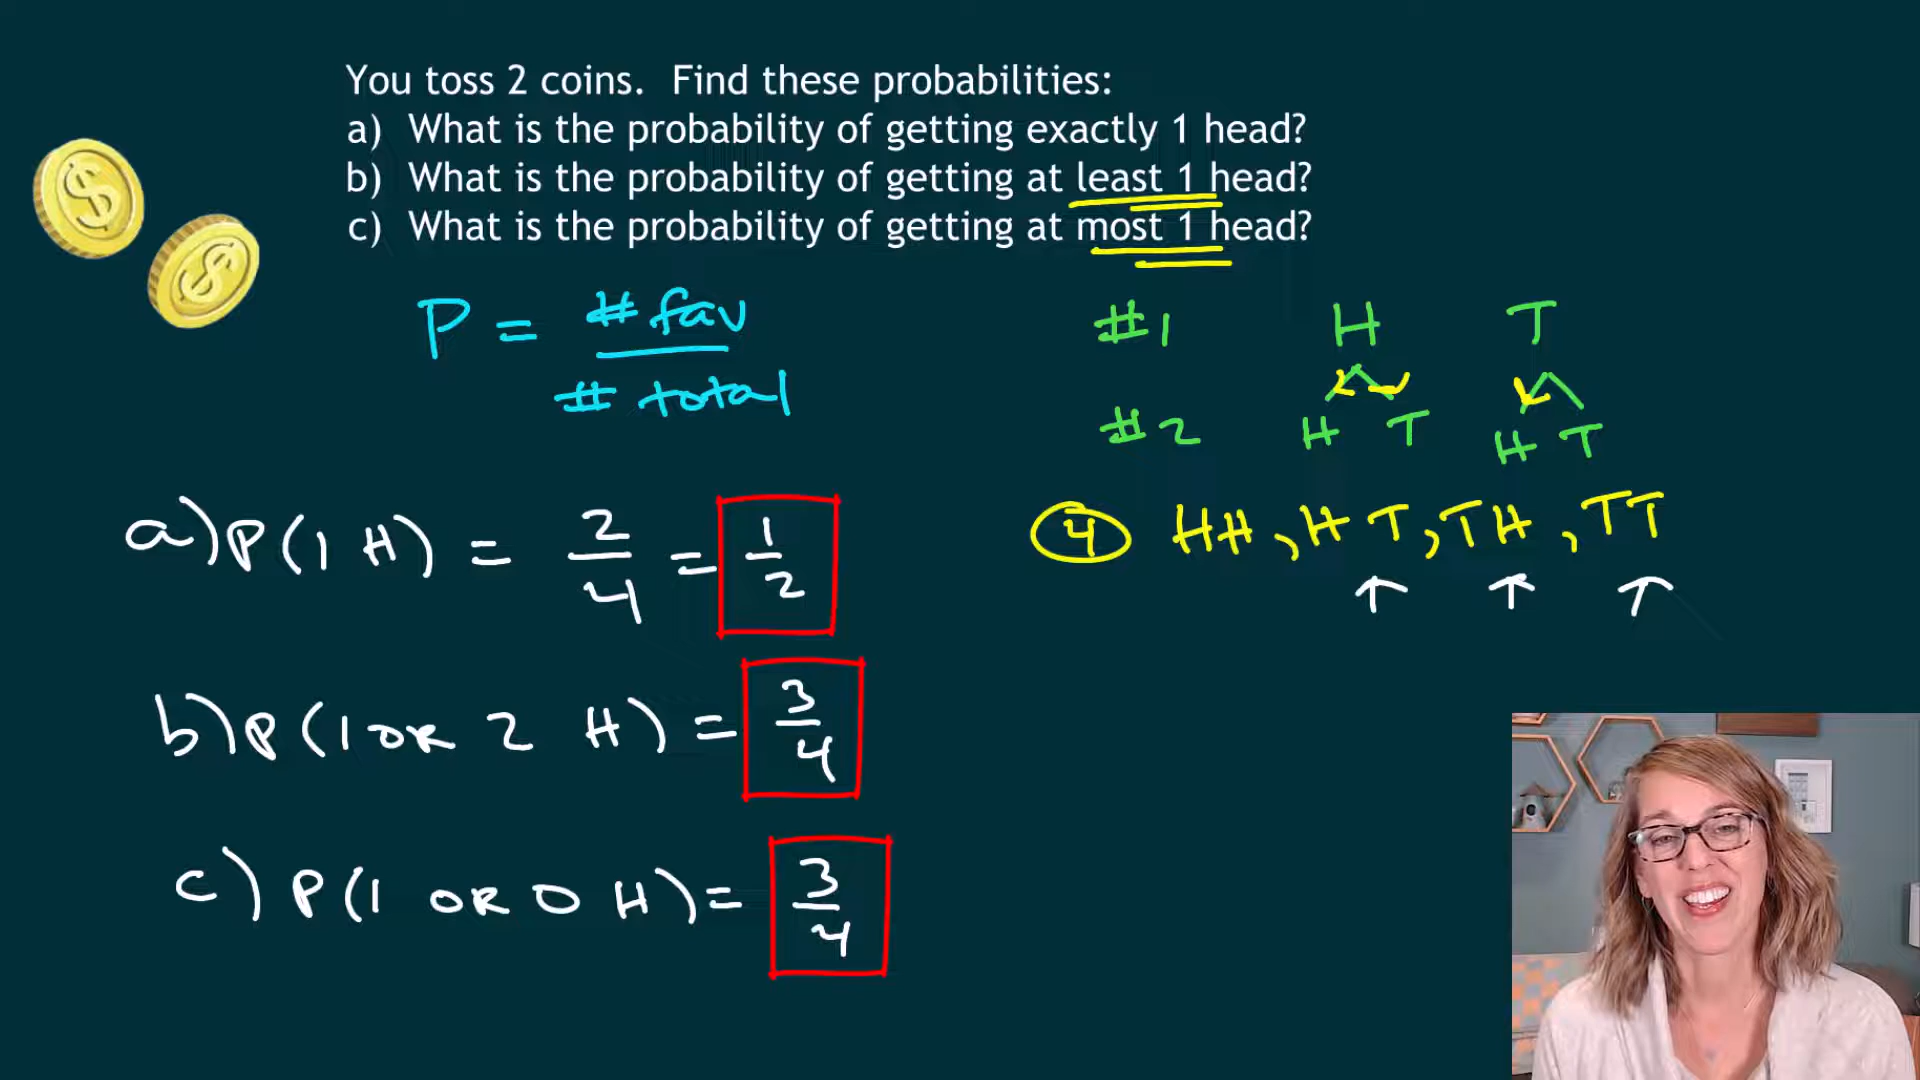 You toss 2 coins. Find these probabilities:
a) What is the probability of getting exactly 1 head?
b) What is the probability of getting at least 1 head?
c) What is the probability of getting at most 1 head?
P = # fav
# total
#1 H T
#2 H T H T
a) P(1 H) = 2/4 = 1/2
4 HH, HT, TH, TT
b) P(1 OR 2 H) = 3/4
c) P(1 OR 0 H) = 3/4